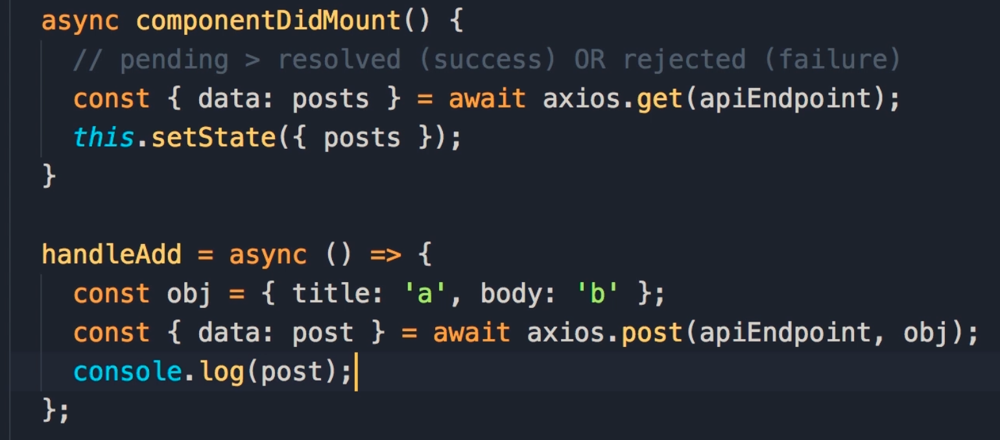 async componentDidMount() {
// pending > resolved (success) OR rejected (failure)
const { data: posts } = await axios.get(apiEndpoint);
this.setState({ posts });
}
handleAdd = async () => {
const obj = { title: 'a', body: 'b' };
const { data: post } = await axios.post(apiEndpoint, obj);
console.log(post);
};